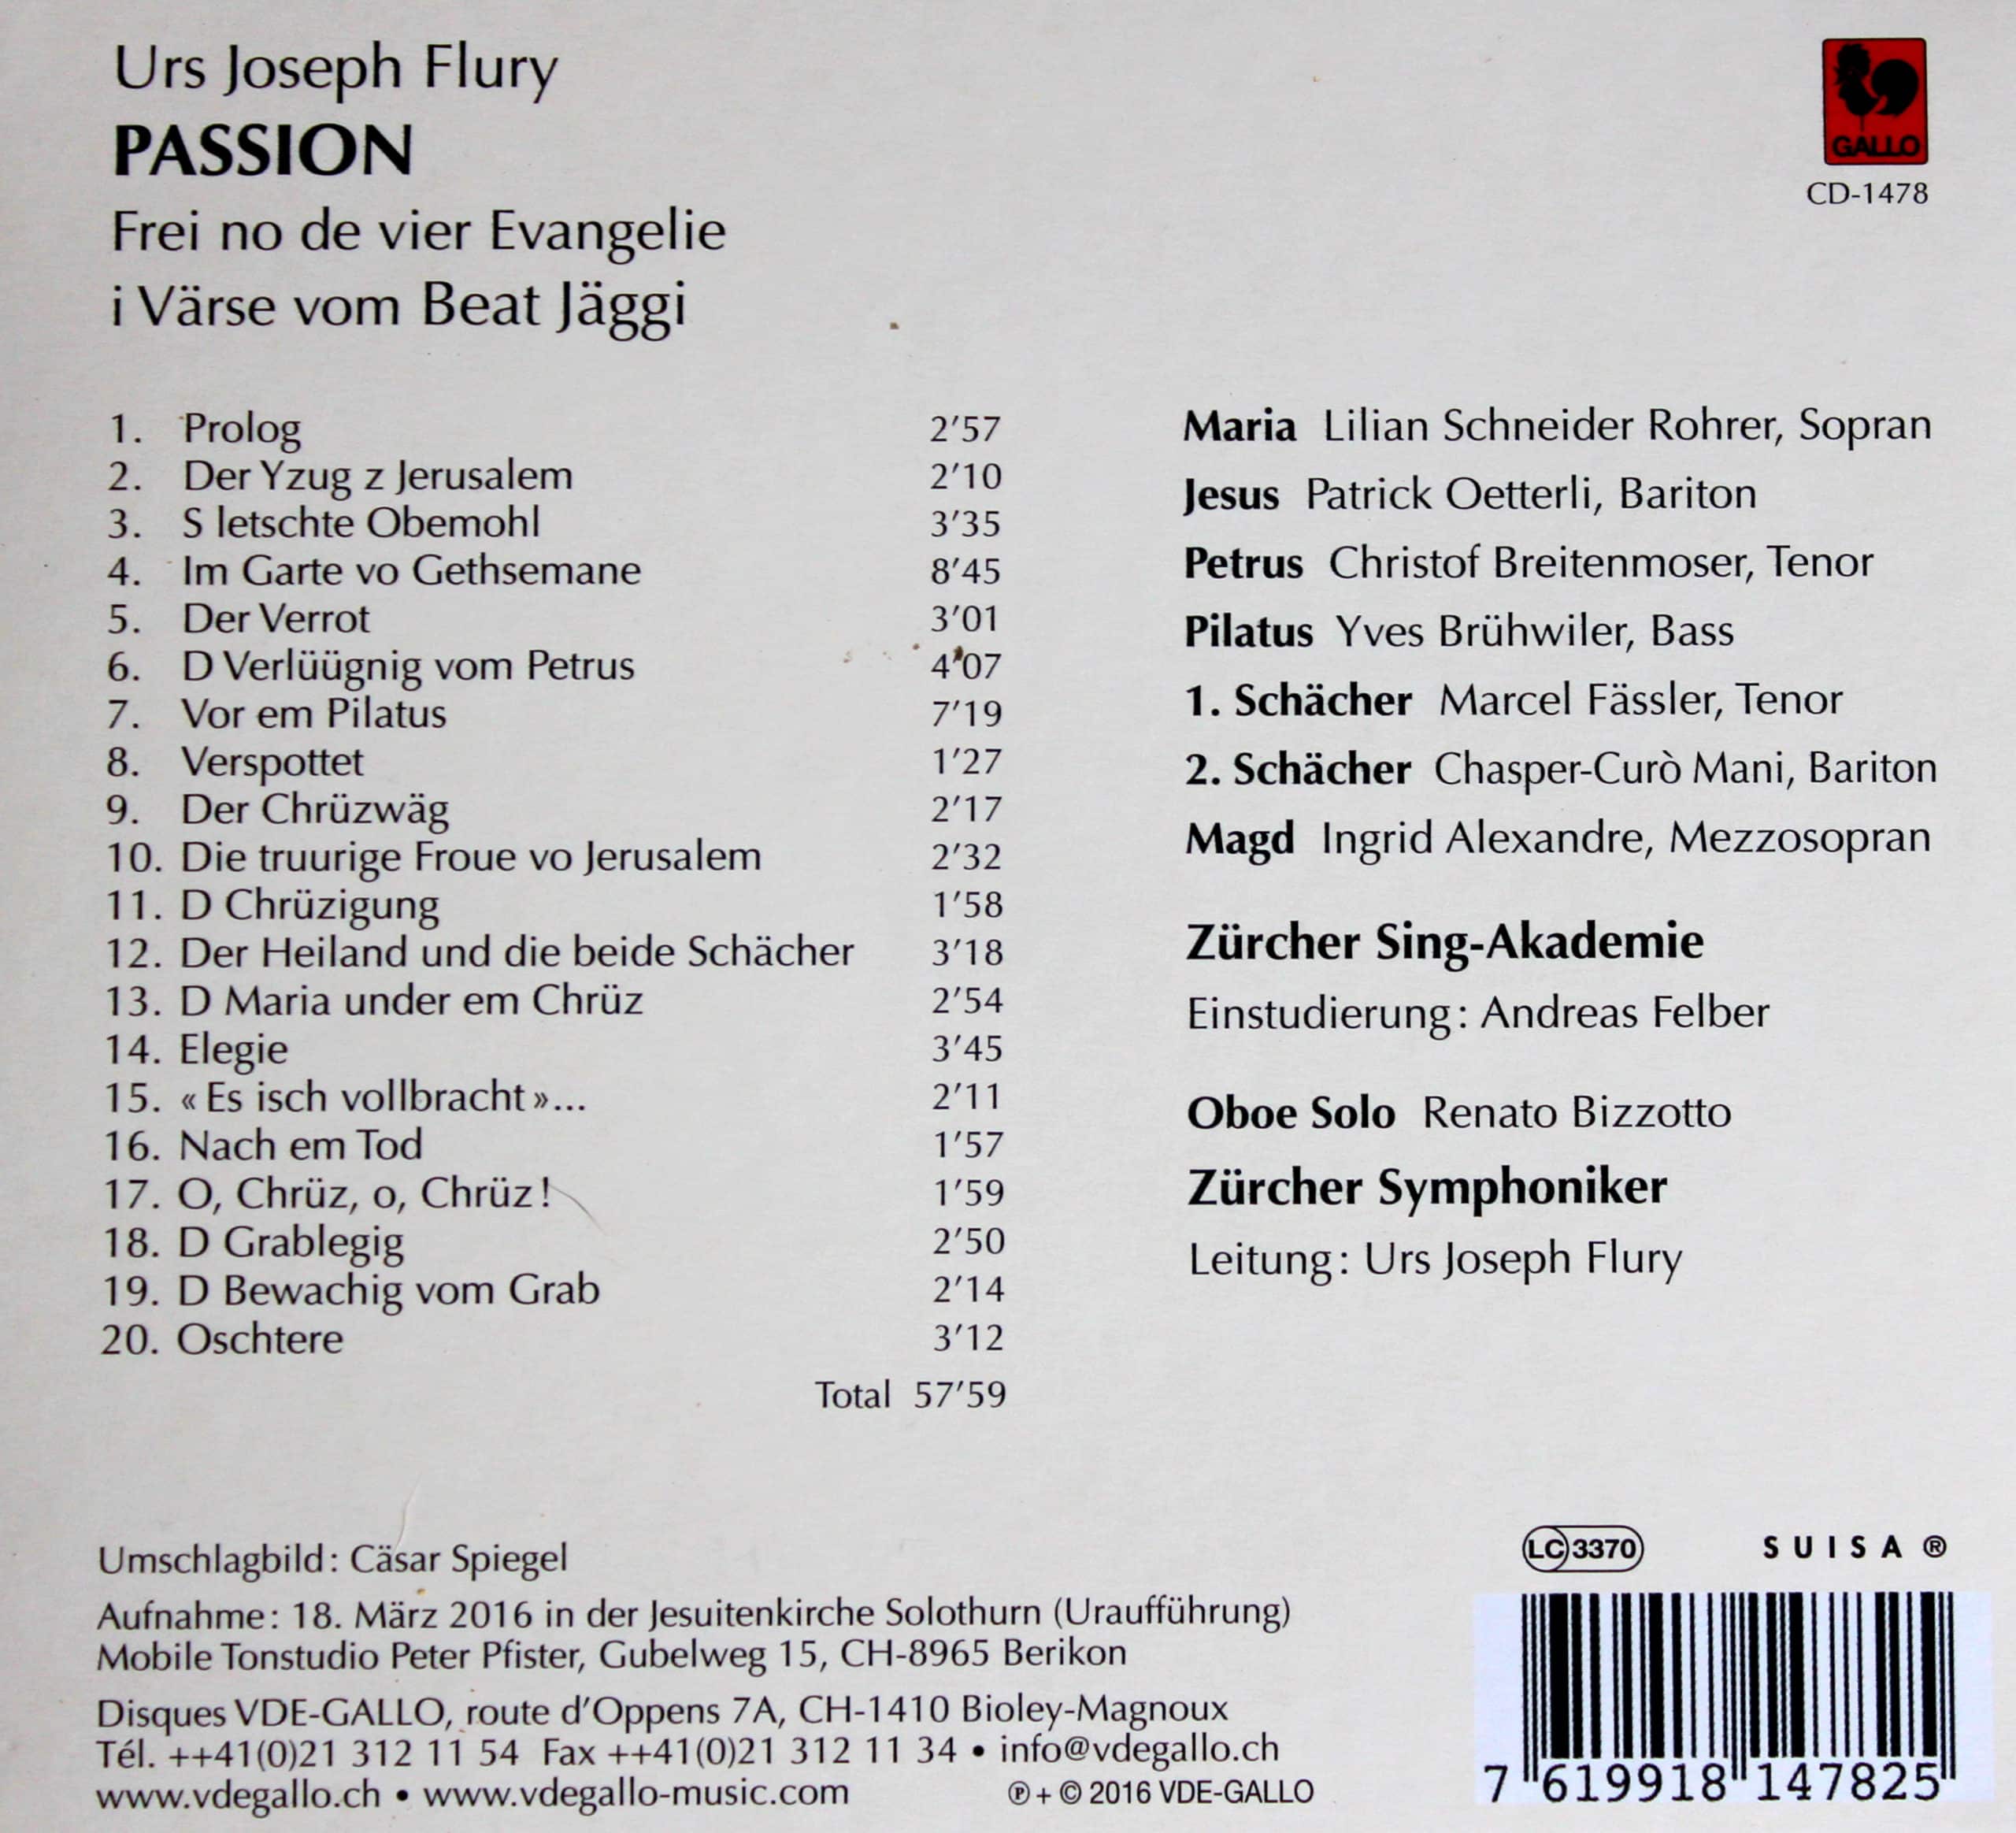 Urs Joseph Flury
PASSION
Frei no de vier Evangelie
i Värse vom Beat Jäggi
GALLO
CD-1478
1. Prolog 2'57
2. Der Yzug z Jerusalem 2'10
3. S letschte Obemohl 3'35
4. Im Garte vo Gethsemane 8'45
5. Der Verrot 3'01
6. D Verlüügnig vom Petrus 4'07
7. Vor em Pilatus 7'19
8. Verspottet 1'27
9. Der Chrüzwäg 2'17
10. Die truurige Froue vo Jerusalem 2'32
11. D Chrüzigung 1'58
12. Der Heiland und die beide Schächer 3'18
13. D Maria under em Chrüz 2'54
14. Elegie 3'45
15. « Es isch vollbracht »... 2'11
16. Nach em Tod 1'57
17. O, Chrüz, o, Chrüz! 1'59
18. D Grablegig 2'50
19. D Bewachig vom Grab 2'14
20. Oschtere 3'12
Total 57'59
Maria Lilian Schneider Rohrer, Sopran
Jesus Patrick Oetterli, Bariton
Petrus Christof Breitenmoser, Tenor
Pilatus Yves Brühwiler, Bass
1. Schächer Marcel Fässler, Tenor
2. Schächer Chasper-Curò Mani, Bariton
Magd Ingrid Alexandre, Mezzosopran
Zürcher Sing-Akademie
Einstudierung: Andreas Felber
Oboe Solo Renato Bizzotto
Zürcher Symphoniker
Leitung: Urs Joseph Flury
Umschlagbild: Cäsar Spiegel
Aufnahme: 18. März 2016 in der Jesuitenkirche Solothurn (Uraufführung)
Mobile Tonstudio Peter Pfister, Gubelweg 15, CH-8965 Berikon
Disques VDE-GALLO, route d'Oppens 7A, CH-1410 Bioley-Magnoux
Tél. ++41(0)21 312 11 54 Fax ++41(0)21 312 11 34 • info@vdegallo.ch
www.vdegallo.ch • www.vdegallo-music.com ℗ + © 2016 VDE-GALLO
LC 3370 SUISA ®
7 619918 147825